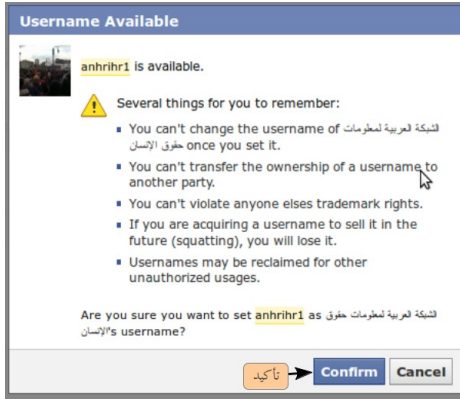 Username Available
anhrihr1 is available.
Several things for you to remember:
You can't change the username of الشبكة العربية لمعلومات
حقوق الإنسان once you set it.
You can't transfer the ownership of a username to
another party.
You can't violate anyone elses trademark rights.
If you are acquiring a username to sell it in the
future (squatting), you will lose it.
Usernames may be reclaimed for other
unauthorized usages.
Are you sure you want to set anhrihr1 as الشبكة العربية لمعلومات حقوق
الإنسان's username?
تأكيد Confirm Cancel